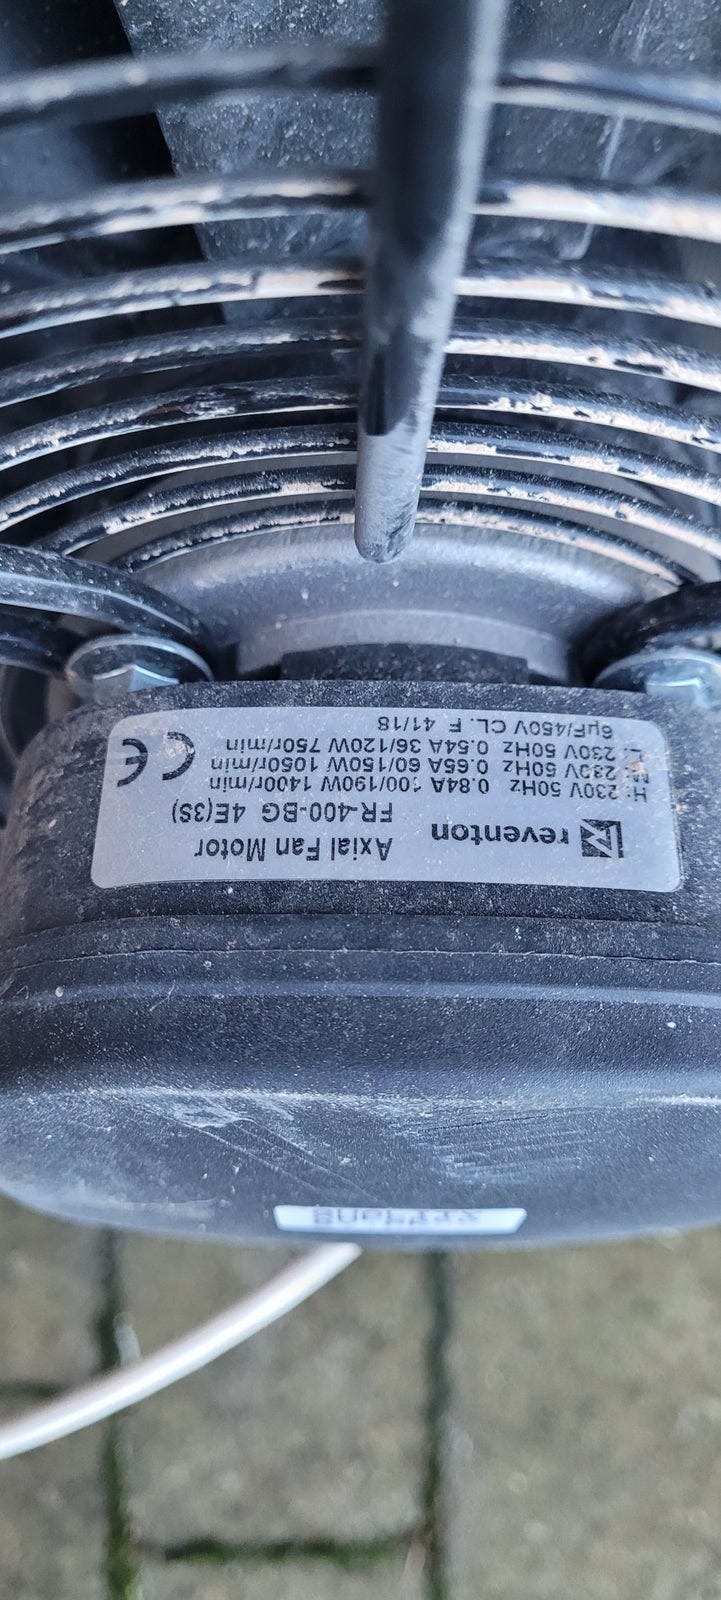 reventon
Axial Fan Motor
FR-400-BG 4E(3S)
H: 230V 50Hz 0.84A 100/190W 1400r/min
M: 230V 50Hz 0.65A 60/150W 1050r/min
L: 230V 50Hz 0.54A 36/120W 750r/min
6μF/450V CL. F 41/18
CE